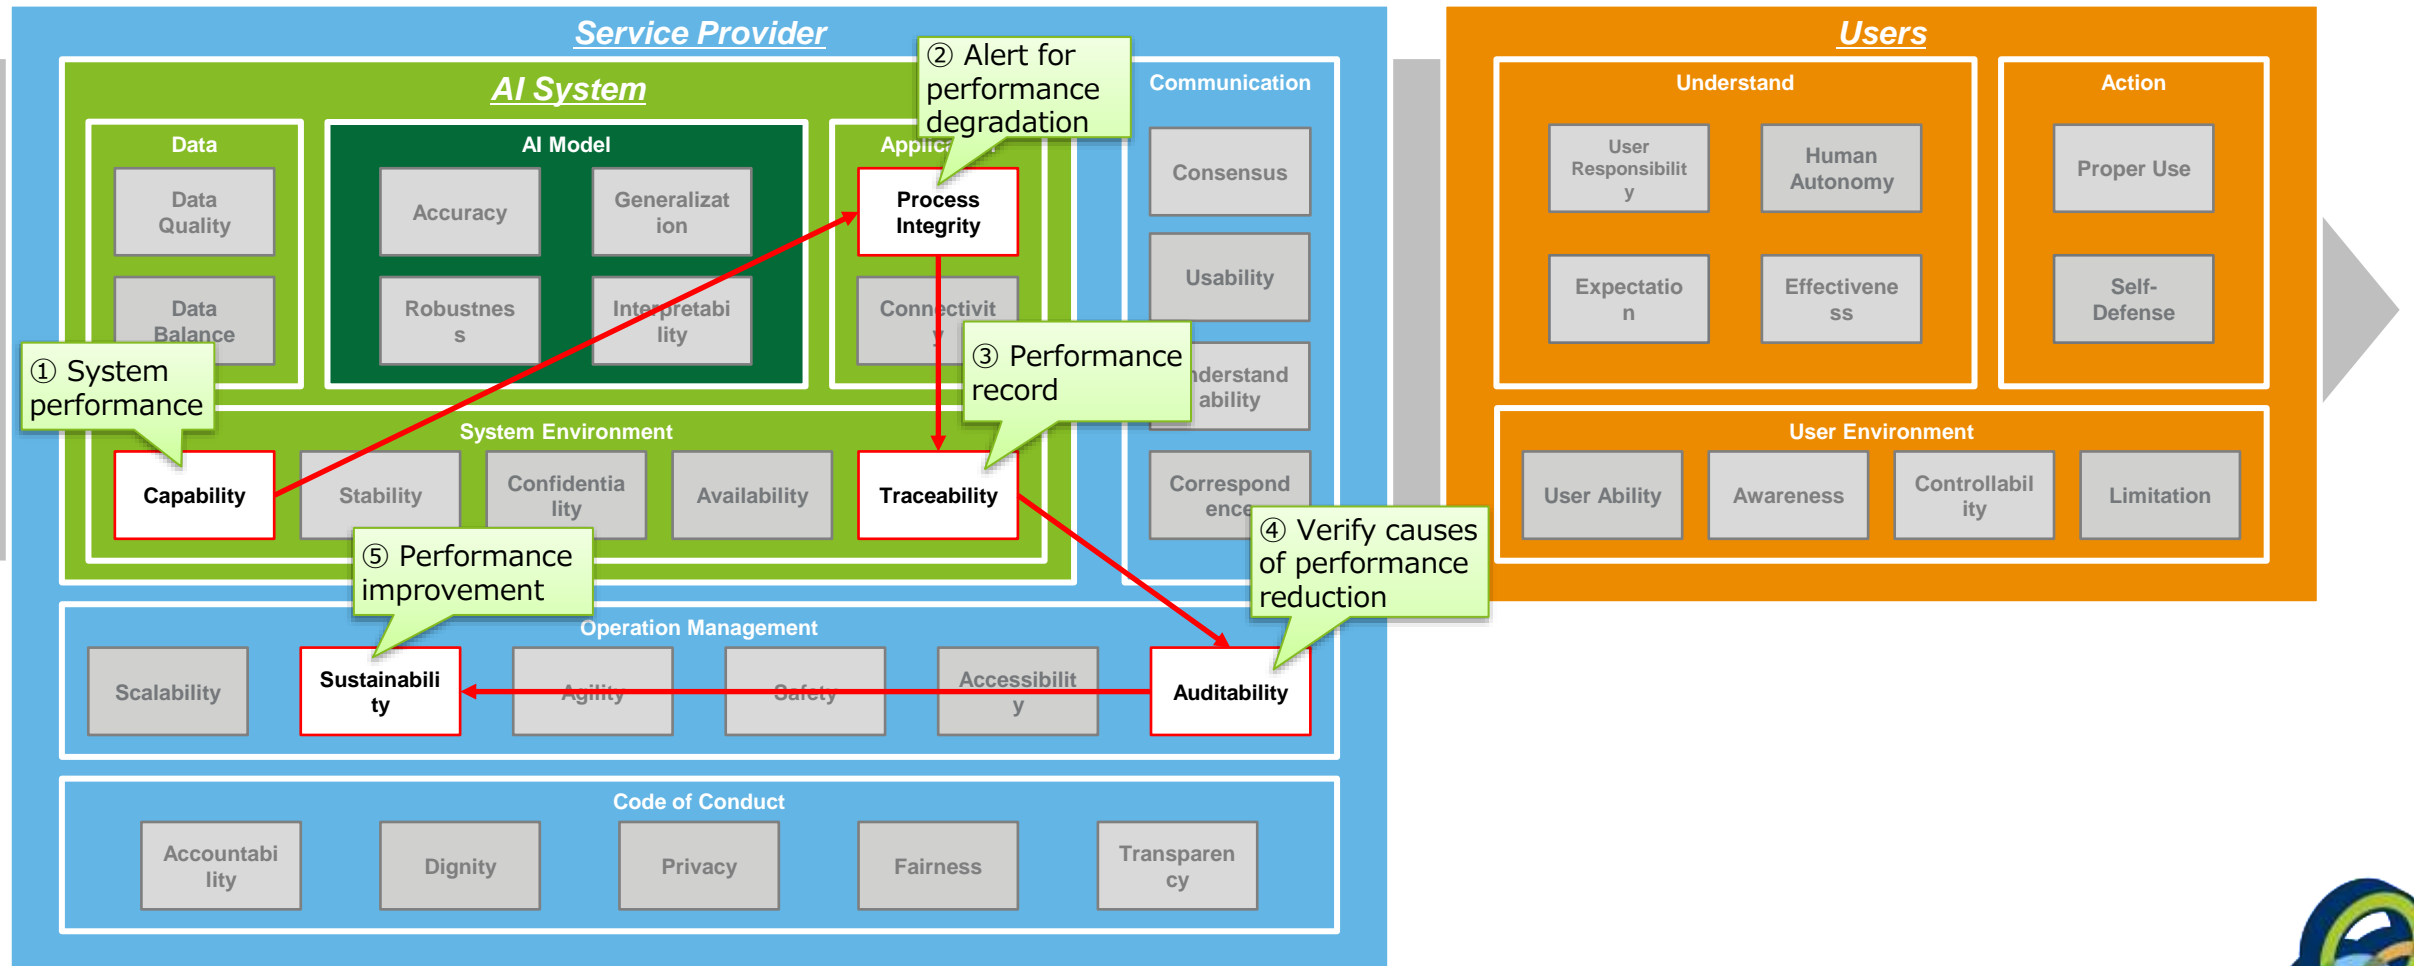 Service Provider
AI System
② Alert for
performance
degradation
Data
Data
Quality
Data
Balance
AI Model
Accuracy
Generalizat
ion
Robustnes
s
Interpretabi
lity
Process
Integrity
Connectivit
y
① System
performance
③ Performance
record
System Environment
Capability
Stability
Confidentia
lity
Availability
Traceability
Communication
Consensus
Usability
ability
Correspond
ence
⑤ Performance
improvement
④ Verify causes
of performance
reduction
Operation Management
Scalability
Sustainabili
ty
Agility
Safety
Accessibilit
y
Auditability
Code of Conduct
Accountabi
lity
Dignity
Privacy
Fairness
Transparen
cy
Users
Understand
User
Responsibilit
y
Human
Autonomy
Expectatio
n
Effectivene
ss
Action
Proper Use
Self-
Defense
User Environment
User Ability
Awareness
Controllabil
ity
Limitation